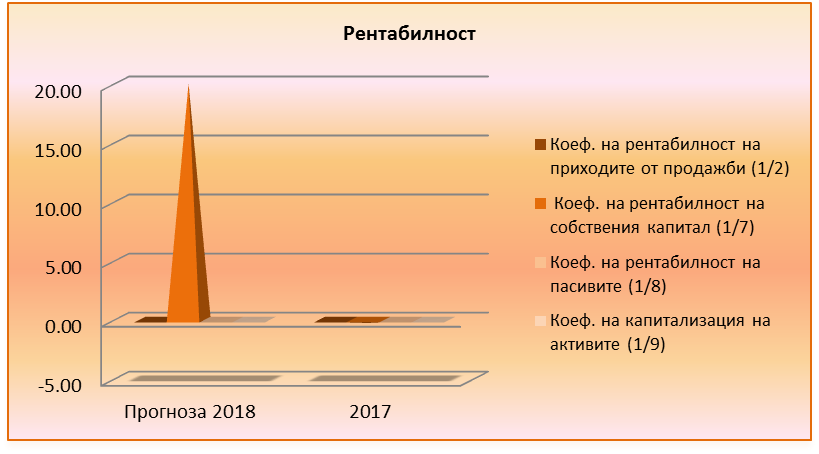 Рентабилност
20.00
15.00
10.00
5.00
0.00
-5.00
Прогноза 2018
2017
Коеф. на рентабилност на
приходите от продажби (1/2)
Коеф. на рентабилност на
собствения капитал (1/7)
Коеф. на рентабилност на
пасивите (1/8)
Коеф. на капитализация на
активите (1/9)